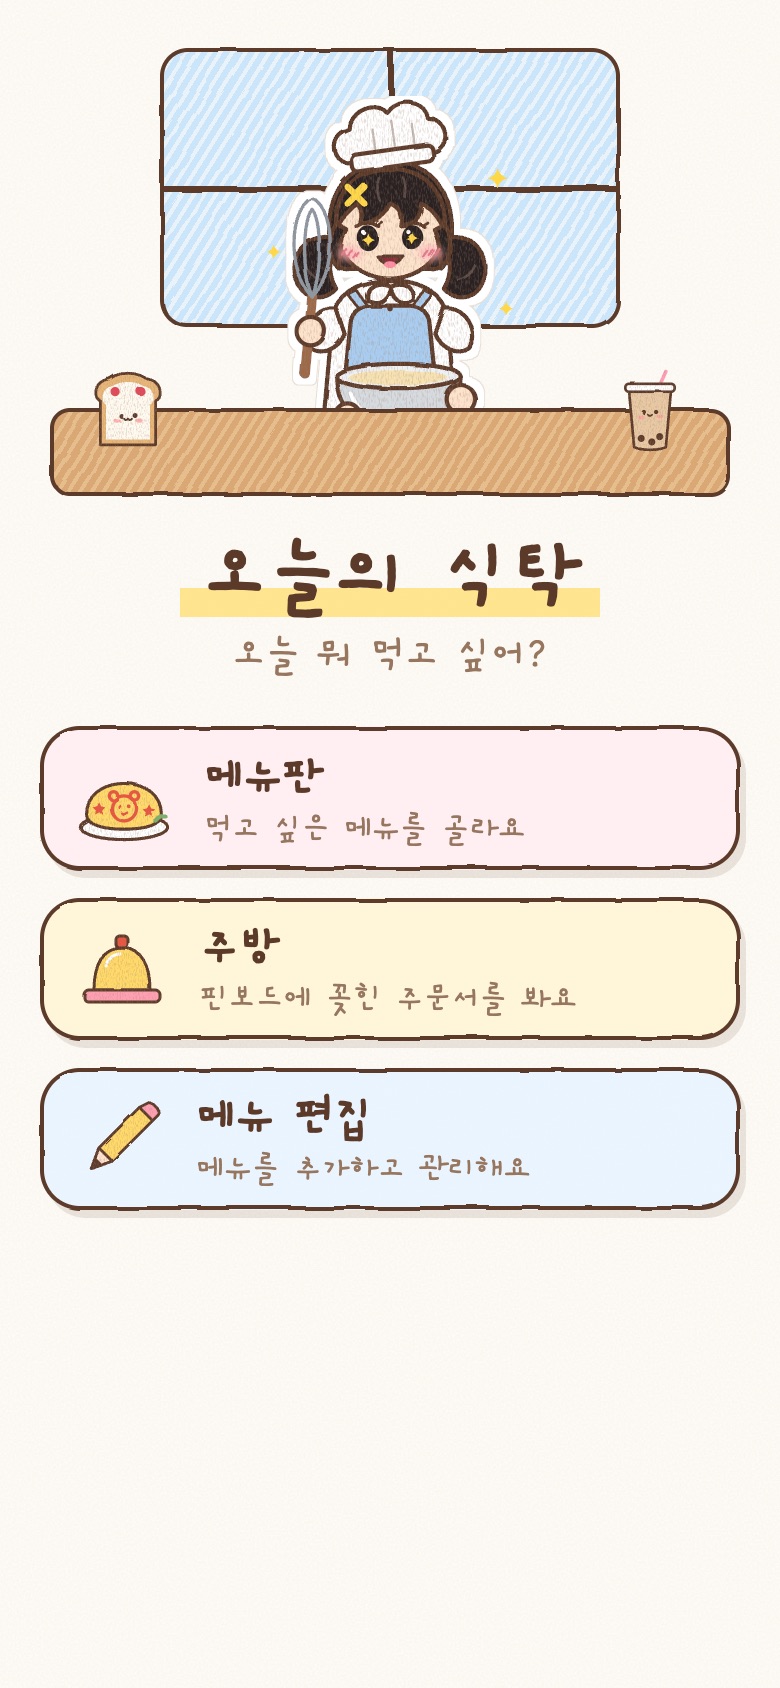 오늘의 식탁
오늘 뭐 먹고 싶어?
메뉴판
먹고 싶은 메뉴를 골라요
주방
핀보드에 꽂힌 주문서를 봐요
메뉴 편집
메뉴를 추가하고 관리해요